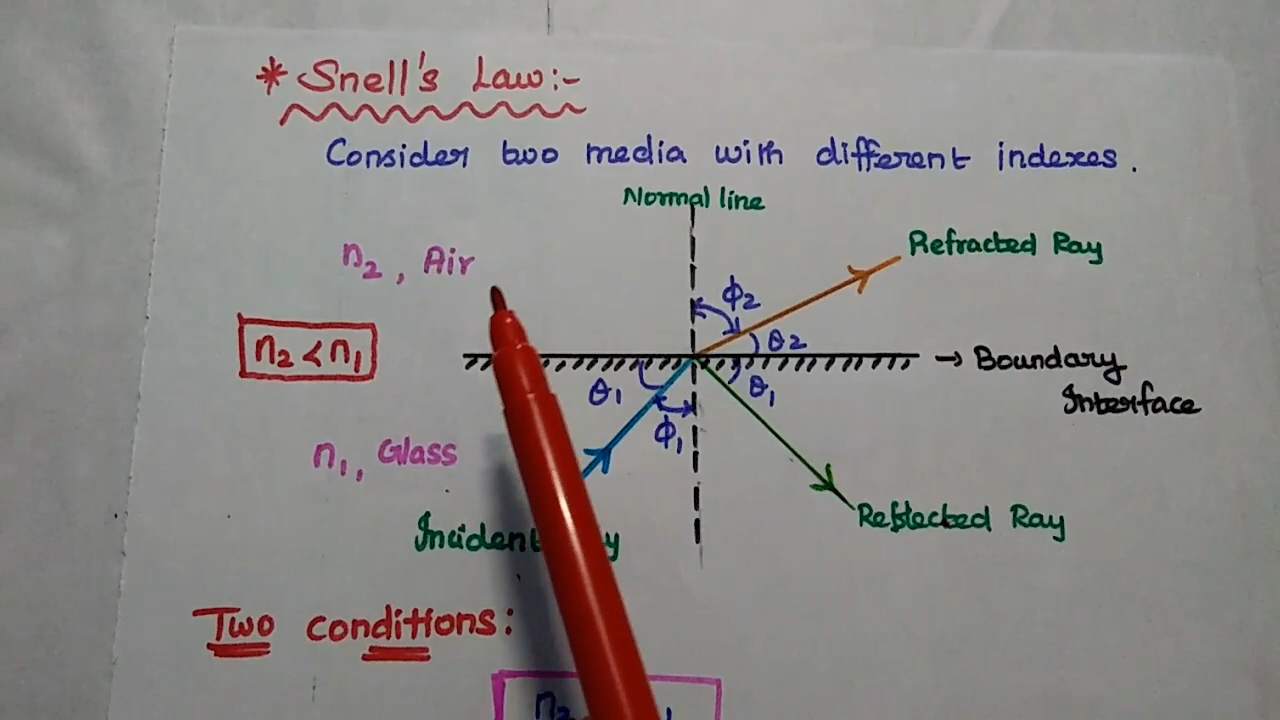 * Snell's Law:-
Consider two media with different indexes.
Normal line
n₂, Air
Refracted Ray
ϕ₂
θ₂
n₂ < n₁
→ Boundary Interface
θ₁
θ₁
ϕ₁
n₁, Glass
Reflected Ray
Two conditions:
n₂